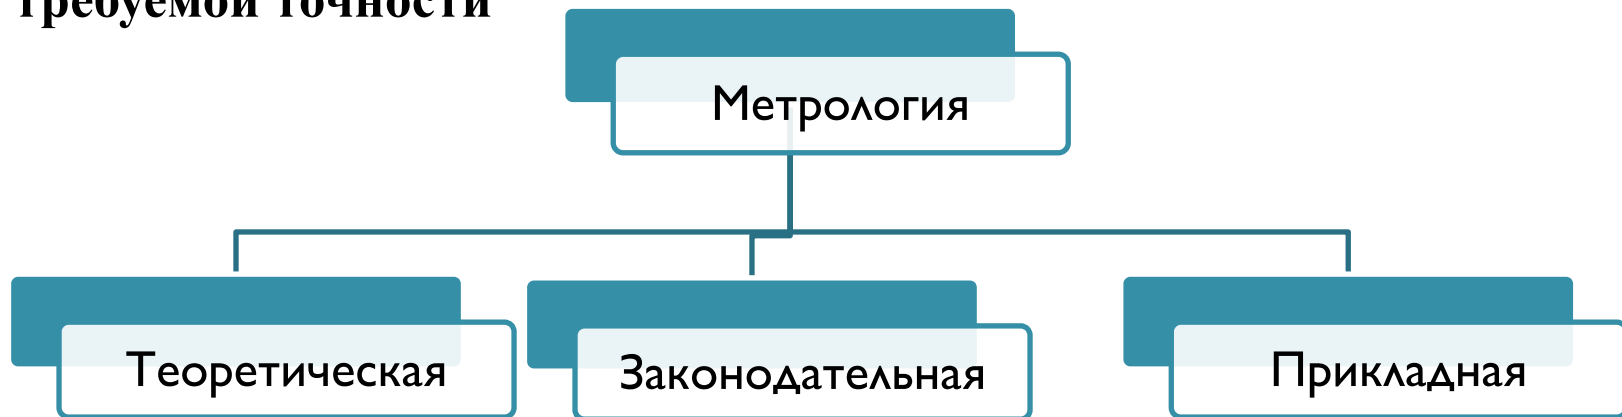 требуемой точности
Метрология
Теоретическая
Законодательная
Прикладная